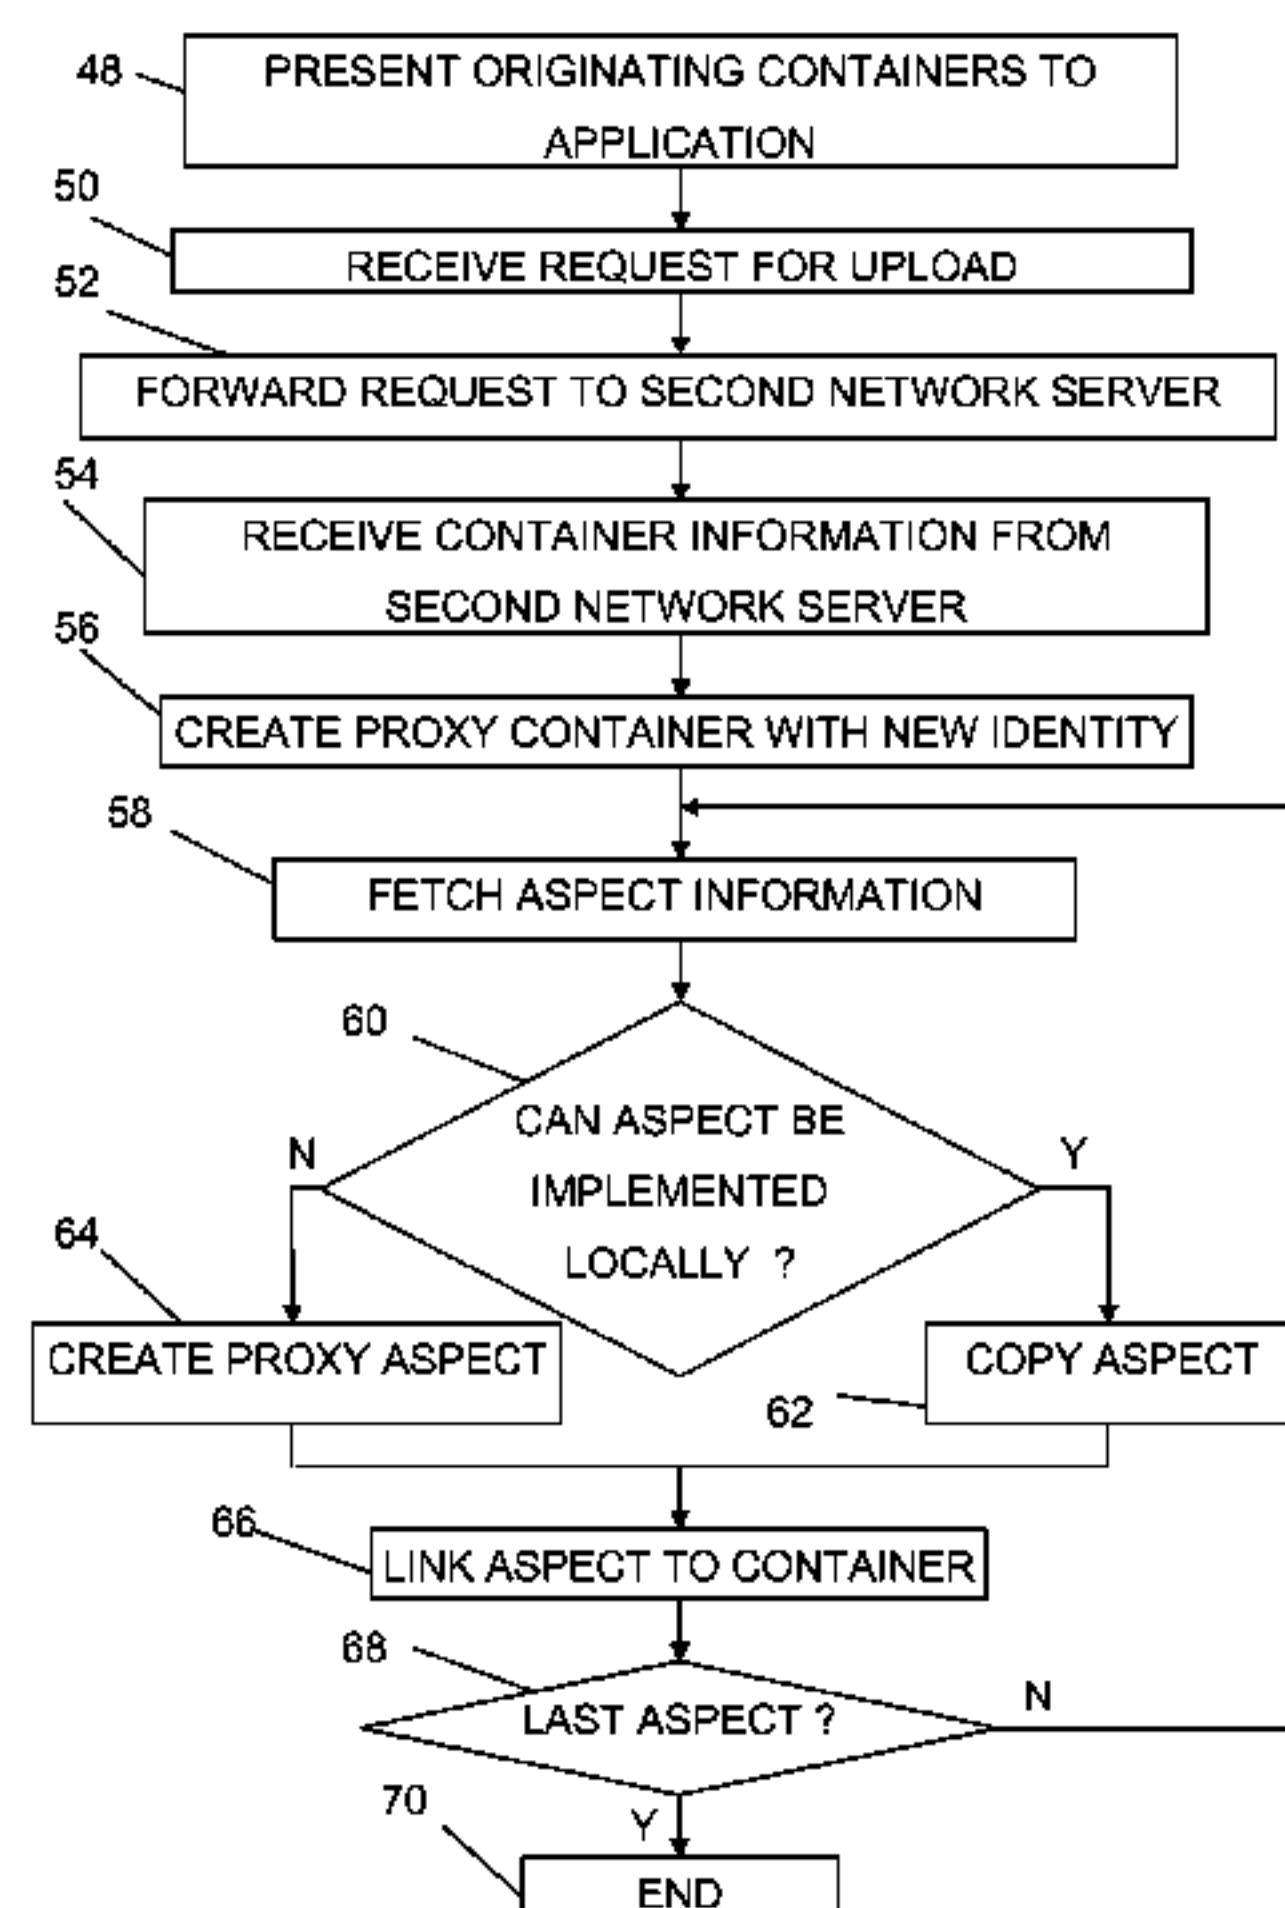 48
PRESENT ORIGINATING CONTAINERS TO
APPLICATION
50
RECEIVE REQUEST FOR UPLOAD
52
FORWARD REQUEST TO SECOND NETWORK SERVER
54
RECEIVE CONTAINER INFORMATION FROM
SECOND NETWORK SERVER
56
CREATE PROXY CONTAINER WITH NEW IDENTITY
58
FETCH ASPECT INFORMATION
60
CAN ASPECT BE
IMPLEMENTED
LOCALLY ?
N
Y
64
CREATE PROXY ASPECT
COPY ASPECT
62
66
LINK ASPECT TO CONTAINER
68
LAST ASPECT ?
N
70
Y
END